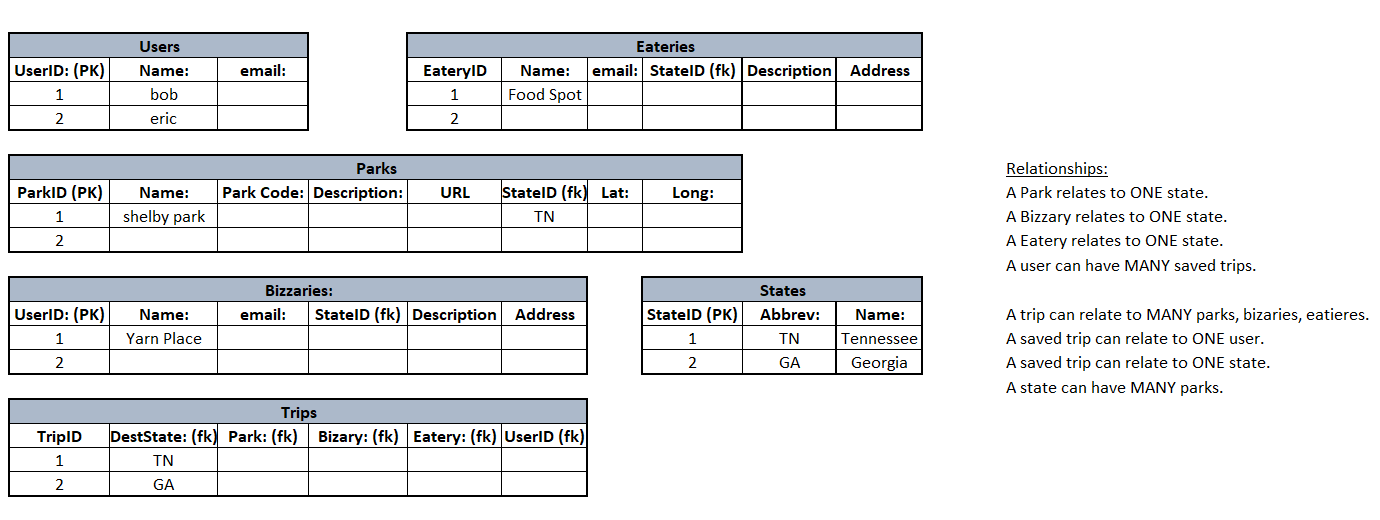 Users
UserID: (PK) Name: email:
1 bob
2 eric
Eateries
EateryID Name: email: StateID (fk) Description Address
1 Food Spot
2
Parks
ParkID (PK) Name: Park Code: Description: URL StateID (fk) Lat: Long:
1 shelby park TN
2
Bizzaries:
UserID: (PK) Name: email: StateID (fk) Description Address
1 Yarn Place
2
States
StateID (PK) Abbrev: Name:
1 TN Tennessee
2 GA Georgia
Trips
TripID DestState: (fk) Park: (fk) Bizary: (fk) Eatery: (fk) UserID (fk)
1 TN
2 GA
Relationships:
A Park relates to ONE state.
A Bizzary relates to ONE state.
A Eatery relates to ONE state.
A user can have MANY saved trips.
A trip can relate to MANY parks, bizaries, eatieres.
A saved trip can relate to ONE user.
A saved trip can relate to ONE state.
A state can have MANY parks.